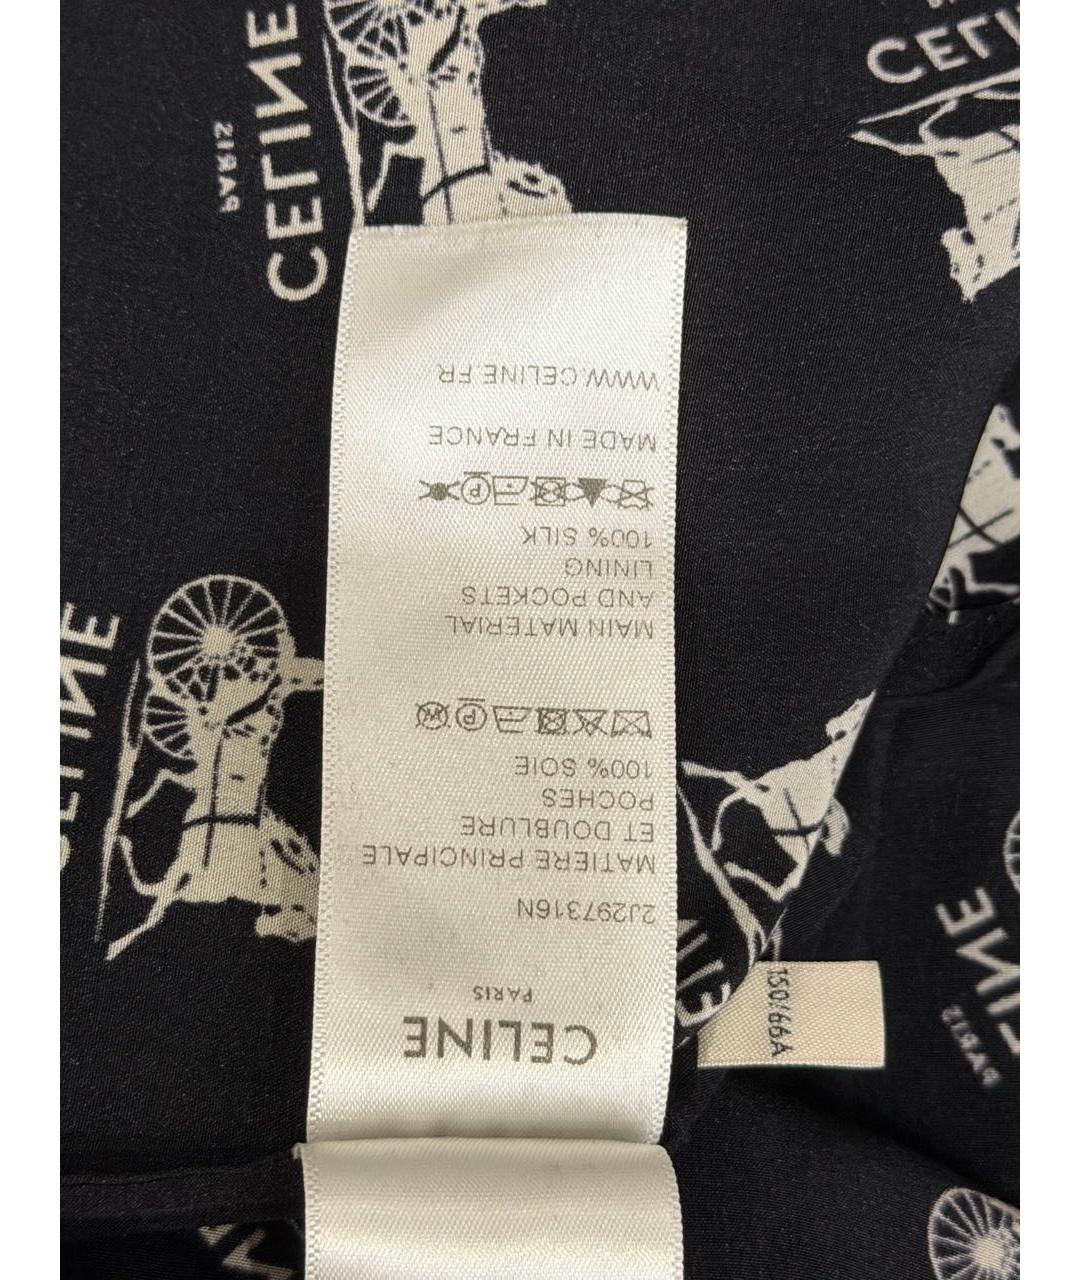 CELINE
PARIS
2J297316N
MATIERE PRINCIPALE
ET DOUBLURE
POCHES
100% SOIE
MAIN MATERIAL
AND POCKETS
LINING
100% SILK
MADE IN FRANCE
WWW.CELINE.FR
150/66A
CELINE
PARIS
CELINE
CELINE
PARIS